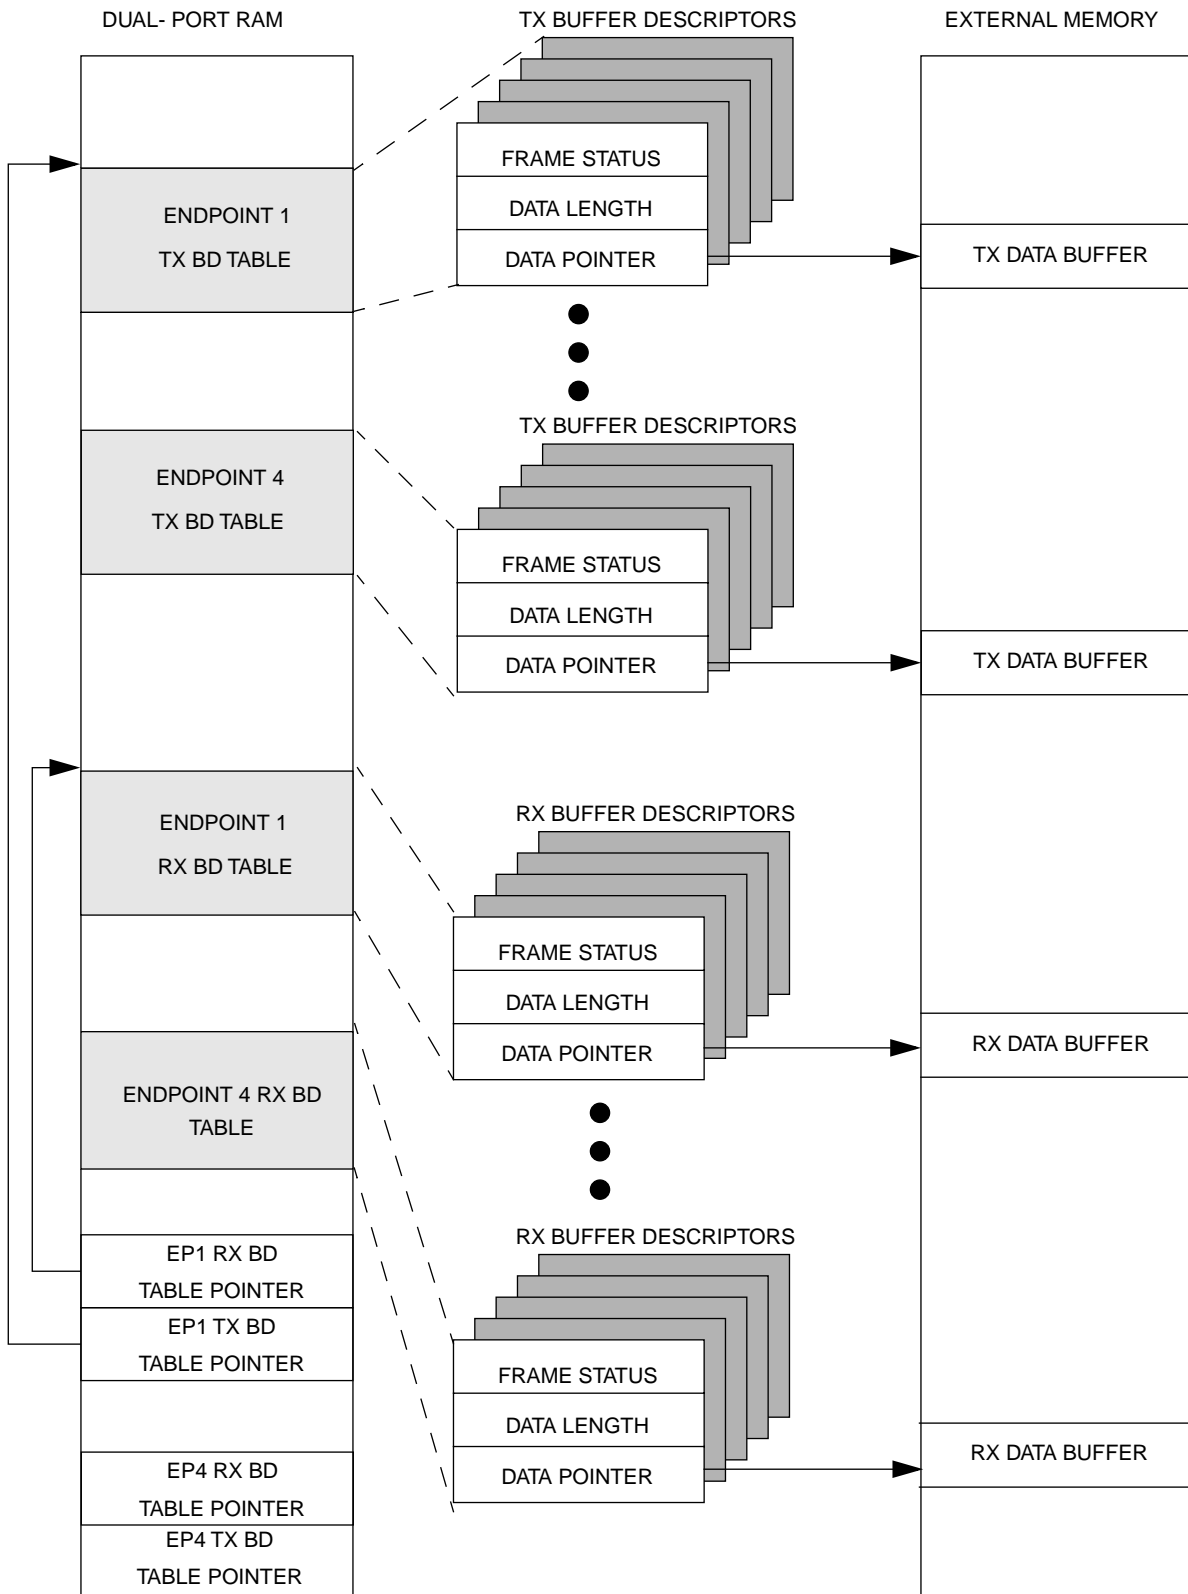 DUAL- PORT RAM
TX BUFFER DESCRIPTORS
EXTERNAL MEMORY
FRAME STATUS
DATA LENGTH
DATA POINTER
ENDPOINT 1
TX BD TABLE
TX DATA BUFFER
TX BUFFER DESCRIPTORS
ENDPOINT 4
TX BD TABLE
FRAME STATUS
DATA LENGTH
DATA POINTER
TX DATA BUFFER
RX BUFFER DESCRIPTORS
ENDPOINT 1
RX BD TABLE
FRAME STATUS
DATA LENGTH
DATA POINTER
RX DATA BUFFER
ENDPOINT 4 RX BD
TABLE
RX BUFFER DESCRIPTORS
EP1 RX BD
TABLE POINTER
EP1 TX BD
TABLE POINTER
FRAME STATUS
DATA LENGTH
DATA POINTER
RX DATA BUFFER
EP4 RX BD
TABLE POINTER
EP4 TX BD
TABLE POINTER